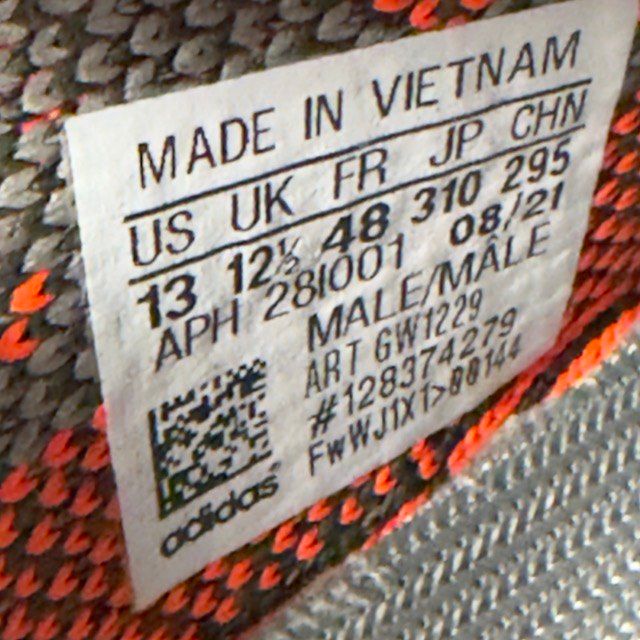 MADE IN VIETNAM
US UK FR JP CHN
13 12½ 48 310 295
APH 281001 08/21
MALE/MÂLE
ART GW1229
#128374279
FwWJ1X1>00144
adidas